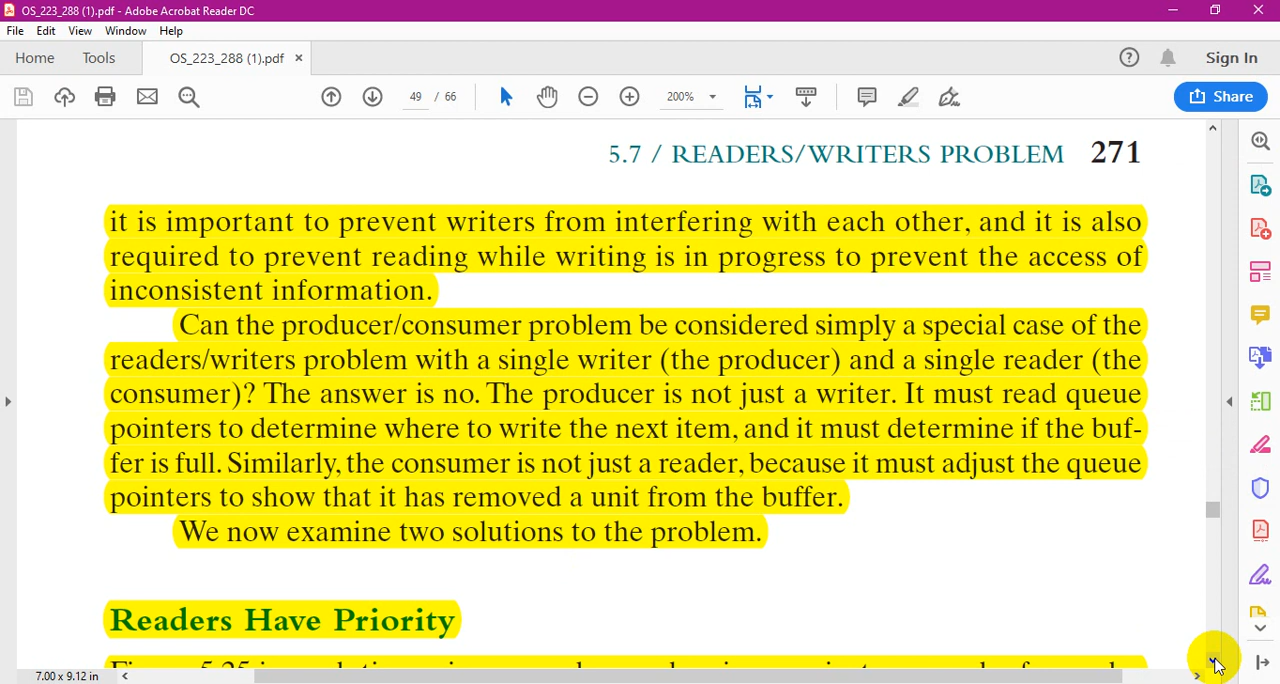 OS_223_288 (1).pdf - Adobe Acrobat Reader DC
File Edit View Window Help
Home Tools OS_223_288 (1).pdf × Sign In
49 / 66 200% Share
5.7 / READERS/WRITERS PROBLEM 271
it is important to prevent writers from interfering with each other, and it is also
required to prevent reading while writing is in progress to prevent the access of
inconsistent information.
Can the producer/consumer problem be considered simply a special case of the
readers/writers problem with a single writer (the producer) and a single reader (the
consumer)? The answer is no. The producer is not just a writer. It must read queue
pointers to determine where to write the next item, and it must determine if the buf-
fer is full. Similarly, the consumer is not just a reader, because it must adjust the queue
pointers to show that it has removed a unit from the buffer.
We now examine two solutions to the problem.
Readers Have Priority
7.00 x 9.12 in